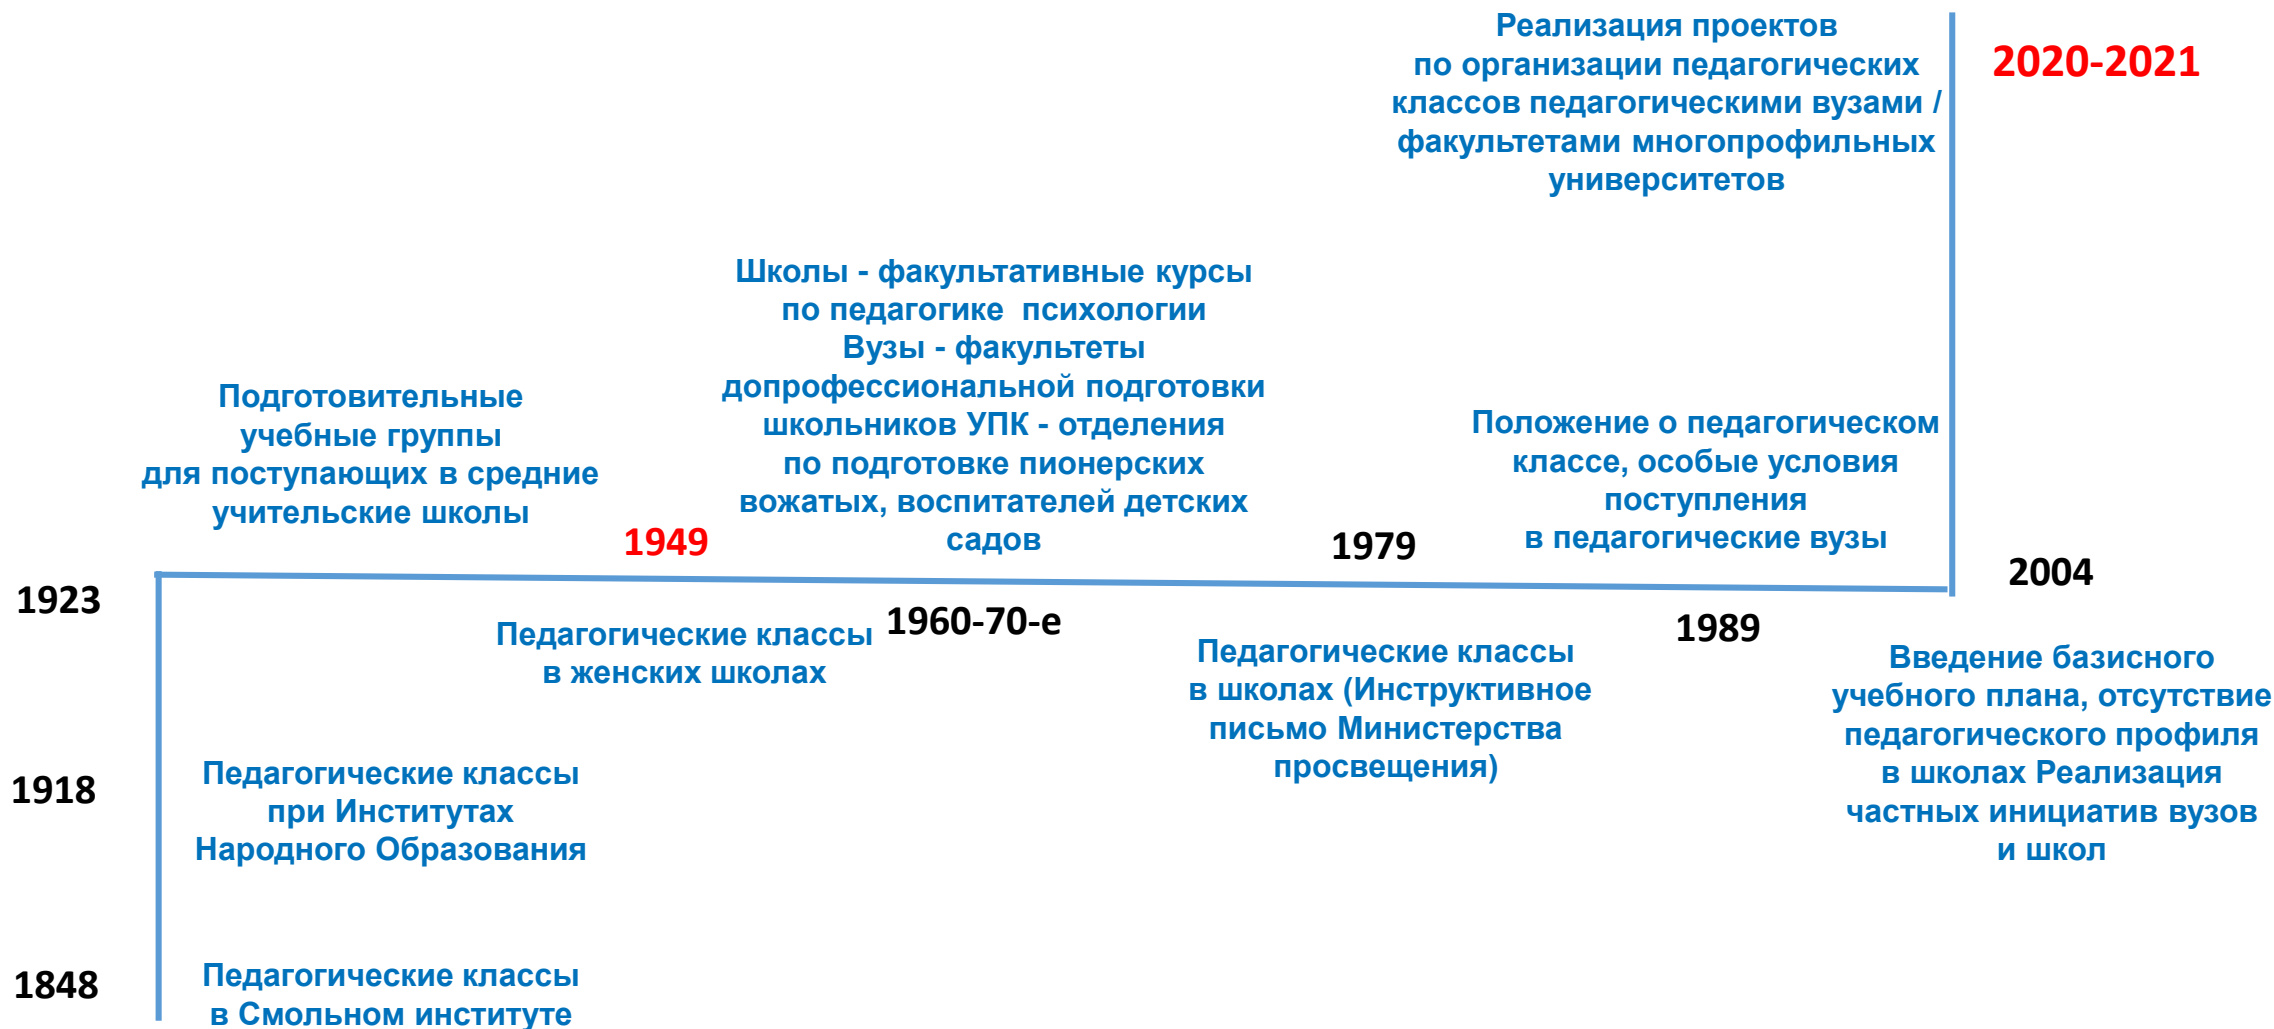 1848
Педагогические классы
в Смольном институте
1918
Педагогические классы
при Институтах
Народного Образования
1923
Подготовительные
учебные группы
для поступающих в средние
учительские школы
1949
Педагогические классы
в женских школах
1960-70-е
Школы - факультативные курсы
по педагогике психологии
Вузы - факультеты
допрофессиональной подготовки
школьников УПК - отделения
по подготовке пионерских
вожатых, воспитателей детских
садов
1979
Педагогические классы
в школах (Инструктивное
письмо Министерства
просвещения)
1989
Положение о педагогическом
классе, особые условия
поступления
в педагогические вузы
2004
Введение базисного
учебного плана, отсутствие
педагогического профиля
в школах Реализация
частных инициатив вузов
и школ
2020-2021
Реализация проектов
по организации педагогических
классов педагогическими вузами /
факультетами многопрофильных
университетов